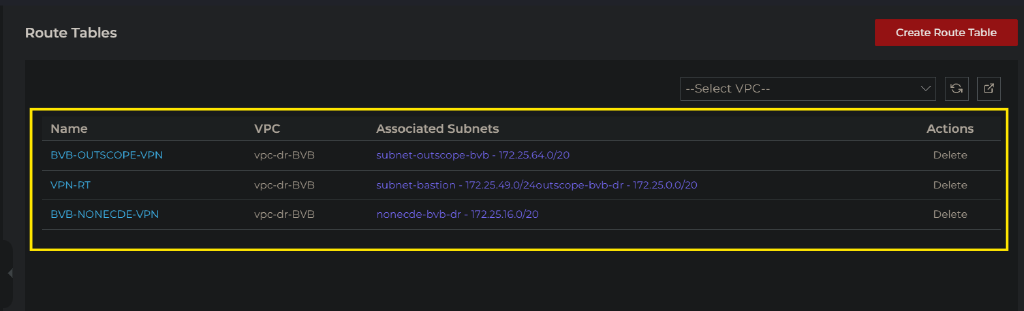 Route Tables
Create Route Table
--Select VPC--
Name VPC Associated Subnets Actions
BVB-OUTSCOPE-VPN vpc-dr-BVB subnet-outscope-bvb - 172.25.64.0/20 Delete
VPN-RT vpc-dr-BVB subnet-bastion - 172.25.49.0/24outscope-bvb-dr - 172.25.0.0/20 Delete
BVB-NONECDE-VPN vpc-dr-BVB nonecde-bvb-dr - 172.25.16.0/20 Delete